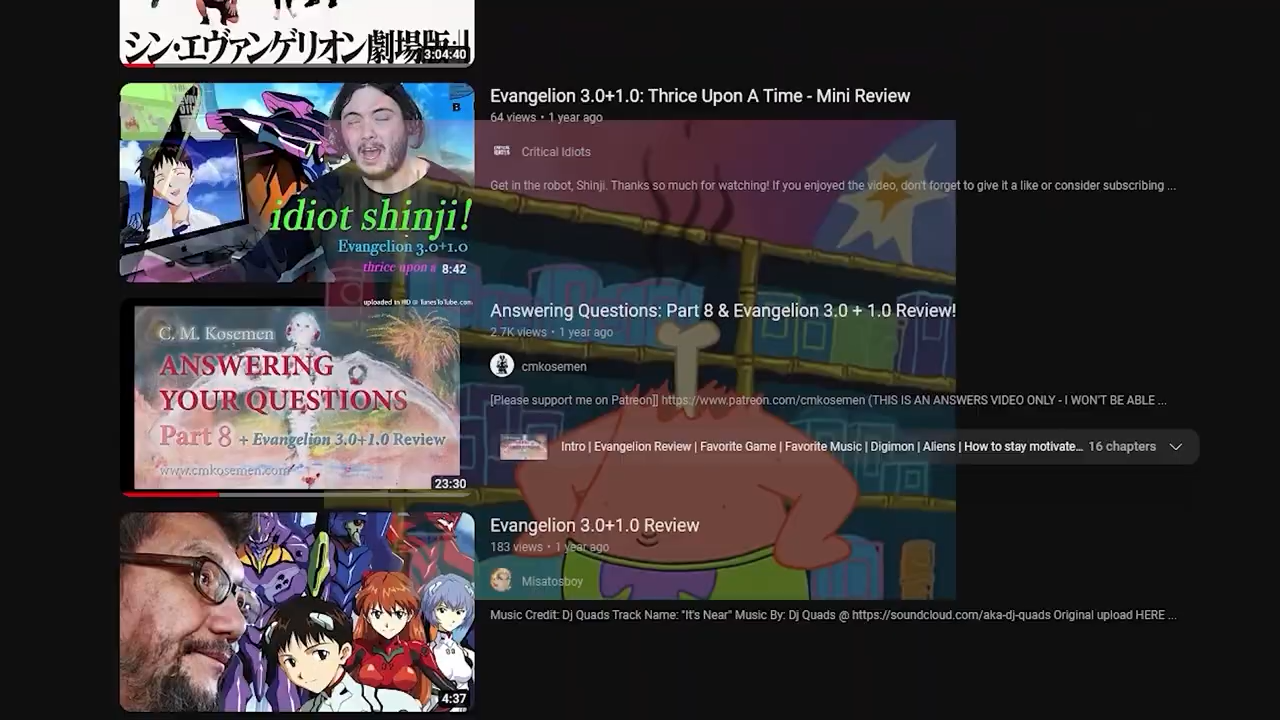 シン・エヴァンゲリオン劇場版
3:04:40
Evangelion 3.0+1.0: Thrice Upon A Time - Mini Review
64 views • 1 year ago
Critical Idiots
Get in the robot, Shinji. Thanks so much for watching! If you enjoyed the video, don't forget to give it a like or consider subscribing ...
idiot shinji!
Evangelion 3.0+1.0
thrice upon a
8:42
uploaded in HD @ TunesToTube.com
C. M. Kosemen
ANSWERING
YOUR QUESTIONS
Part 8 + Evangelion 3.0+1.0 Review
www.cmkosemen.com
23:30
Answering Questions: Part 8 & Evangelion 3.0 + 1.0 Review!
2.7K views • 1 year ago
cmkosemen
[Please support me on Patreon]] https://www.patreon.com/cmkosemen (THIS IS AN ANSWERS VIDEO ONLY - I WON'T BE ABLE ...
Intro | Evangelion Review | Favorite Game | Favorite Music | Digimon | Aliens | How to stay motivate... 16 chapters
Evangelion 3.0+1.0 Review
183 views • 1 year ago
Misatosboy
Music Credit: Dj Quads Track Name: "It's Near" Music By: Dj Quads @ https://soundcloud.com/aka-dj-quads Original upload HERE ...
4:37